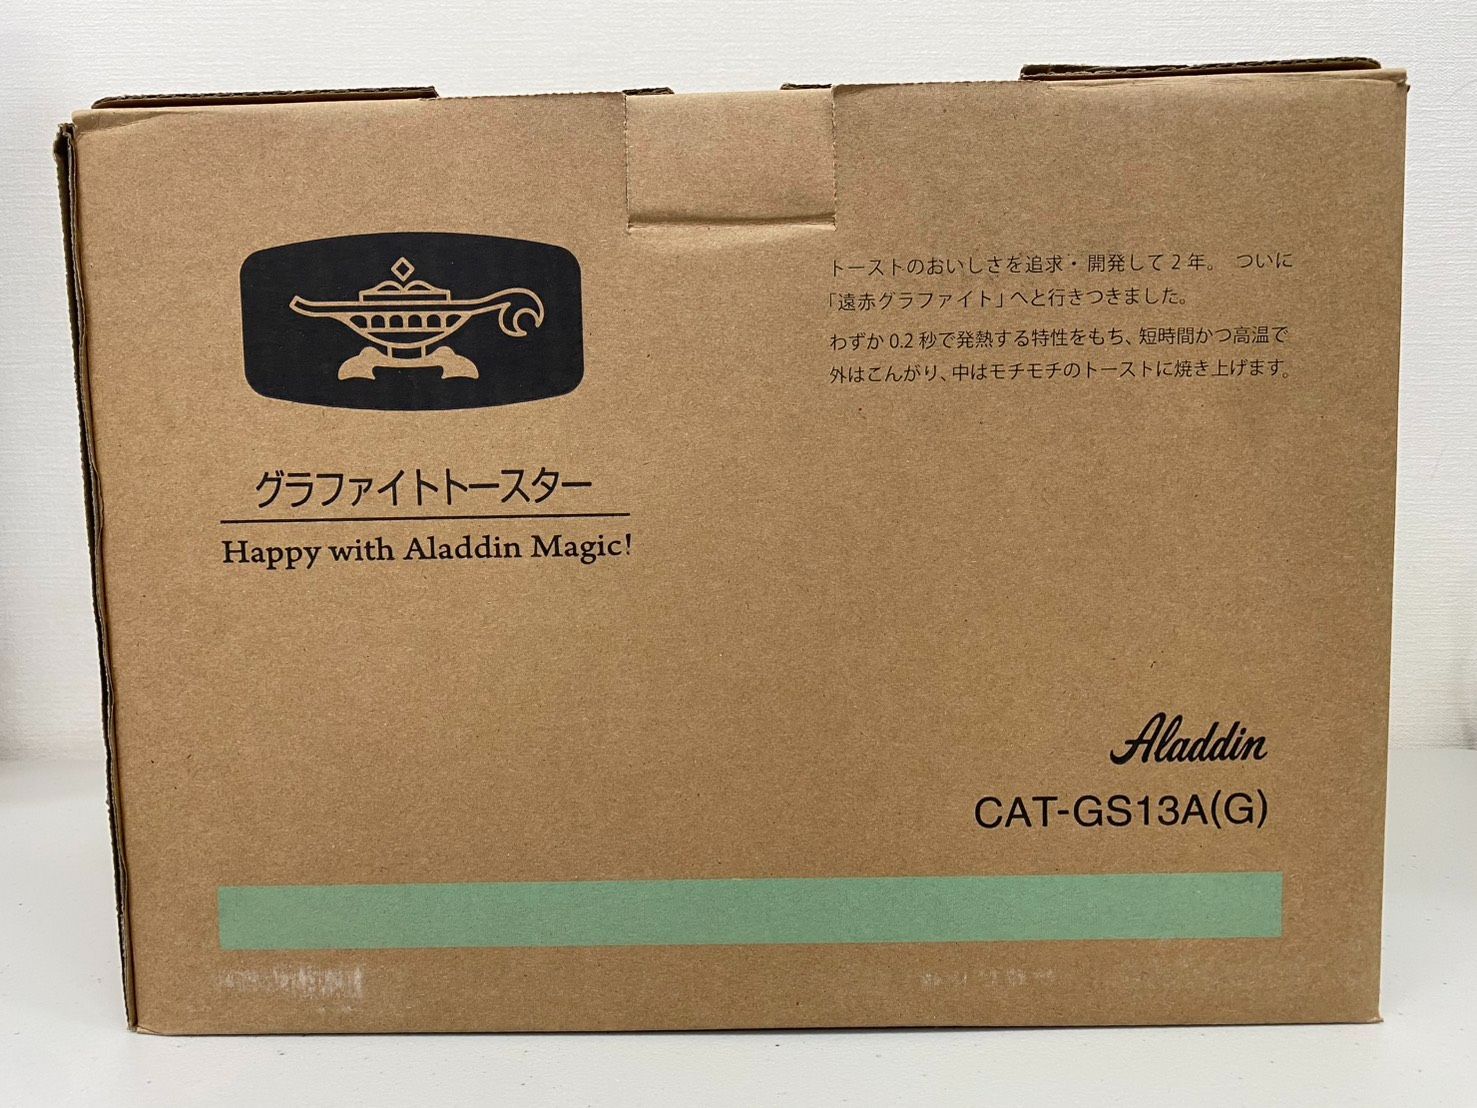 トーストのおいしさを追求・開発して2年。 ついに
「遠赤グラファイト」へと行きつきました。
わずか0.2秒で発熱する特性をもち、短時間かつ高温で
外はこんがり、中はモチモチのトーストに焼き上げます。
グラファイトトースター
Happy with Aladdin Magic!
Aladdin
CAT-GS13A(G)